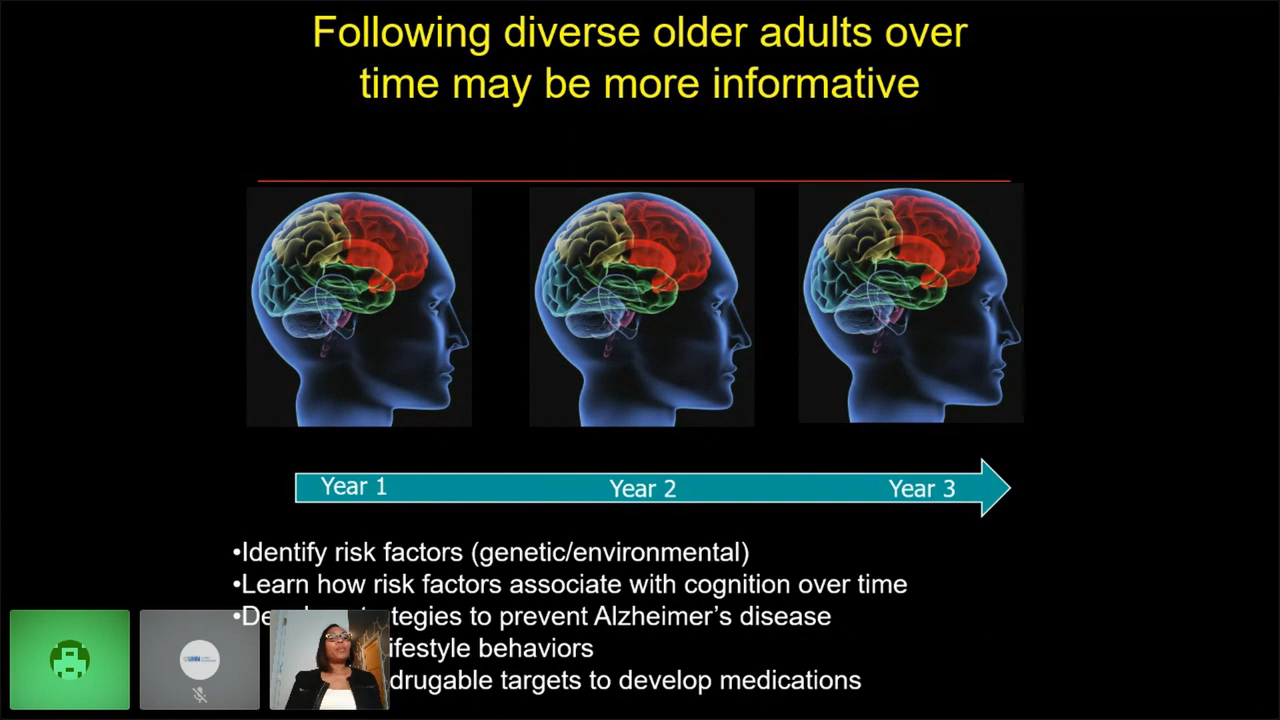 Following diverse older adults over
time may be more informative
Year 1
Year 2
Year 3
•Identify risk factors (genetic/environmental)
•Learn how risk factors associate with cognition over time
to prevent Alzheimer’s disease
behaviors
drugable targets to develop medications